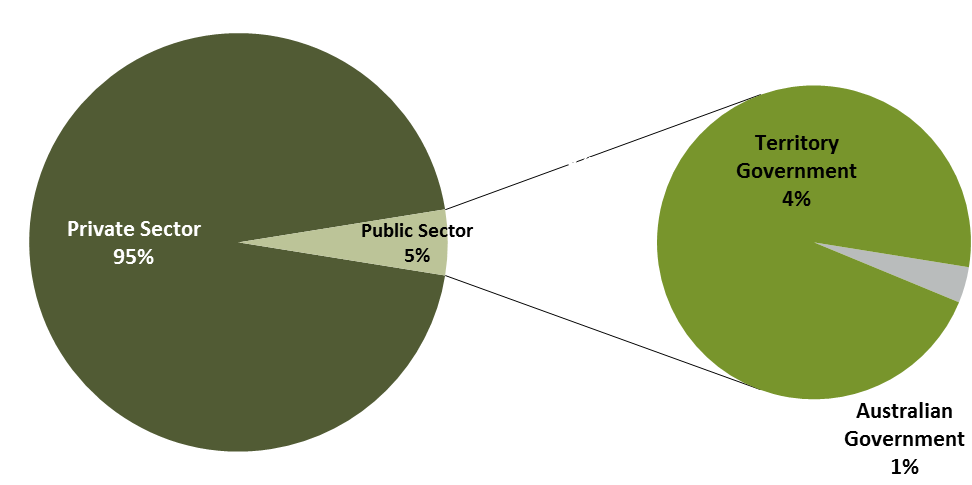 Private Sector
95%
Public Sector
5%
Territory
Government
4%
Australian
Government
1%